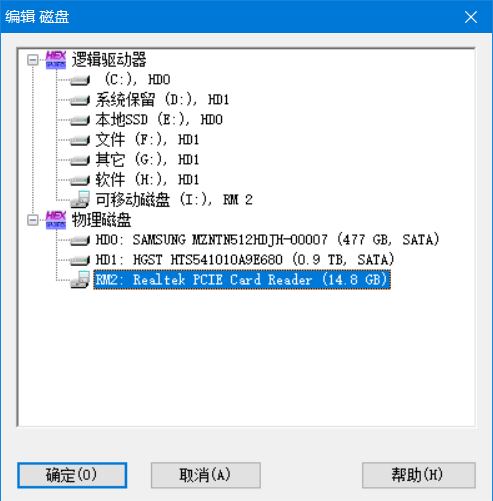 编辑 磁盘
HEX
逻辑驱动器
(C:), HD0
系统保留 (D:), HD1
本地SSD (E:), HD0
文件 (F:), HD1
其它 (G:), HD1
软件 (H:), HD1
可移动磁盘 (I:), RM 2
HEX
物理磁盘
HD0: SAMSUNG MZNTN512HDJH-00007 (477 GB, SATA)
HD1: HGST HTS541010A9E680 (0.9 TB, SATA)
RM2: Realtek PCIE Card Reader (14.8 GB)
确定(O)
取消(A)
帮助(H)